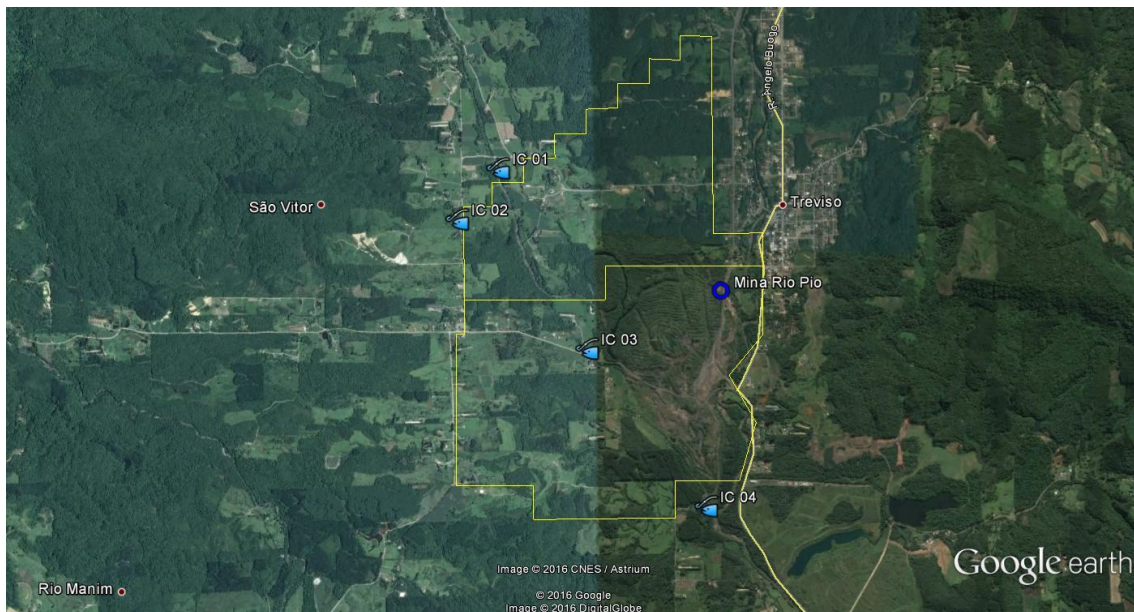 R. Angelo Buogo
IC 01
São Vitor
Treviso
IC 02
Mina Rio Pio
IC 03
IC 04
Google earth
Image © 2016 CNES / Astrium
Rio Manim
© 2016 Google
Image © 2016 DigitalGlobe